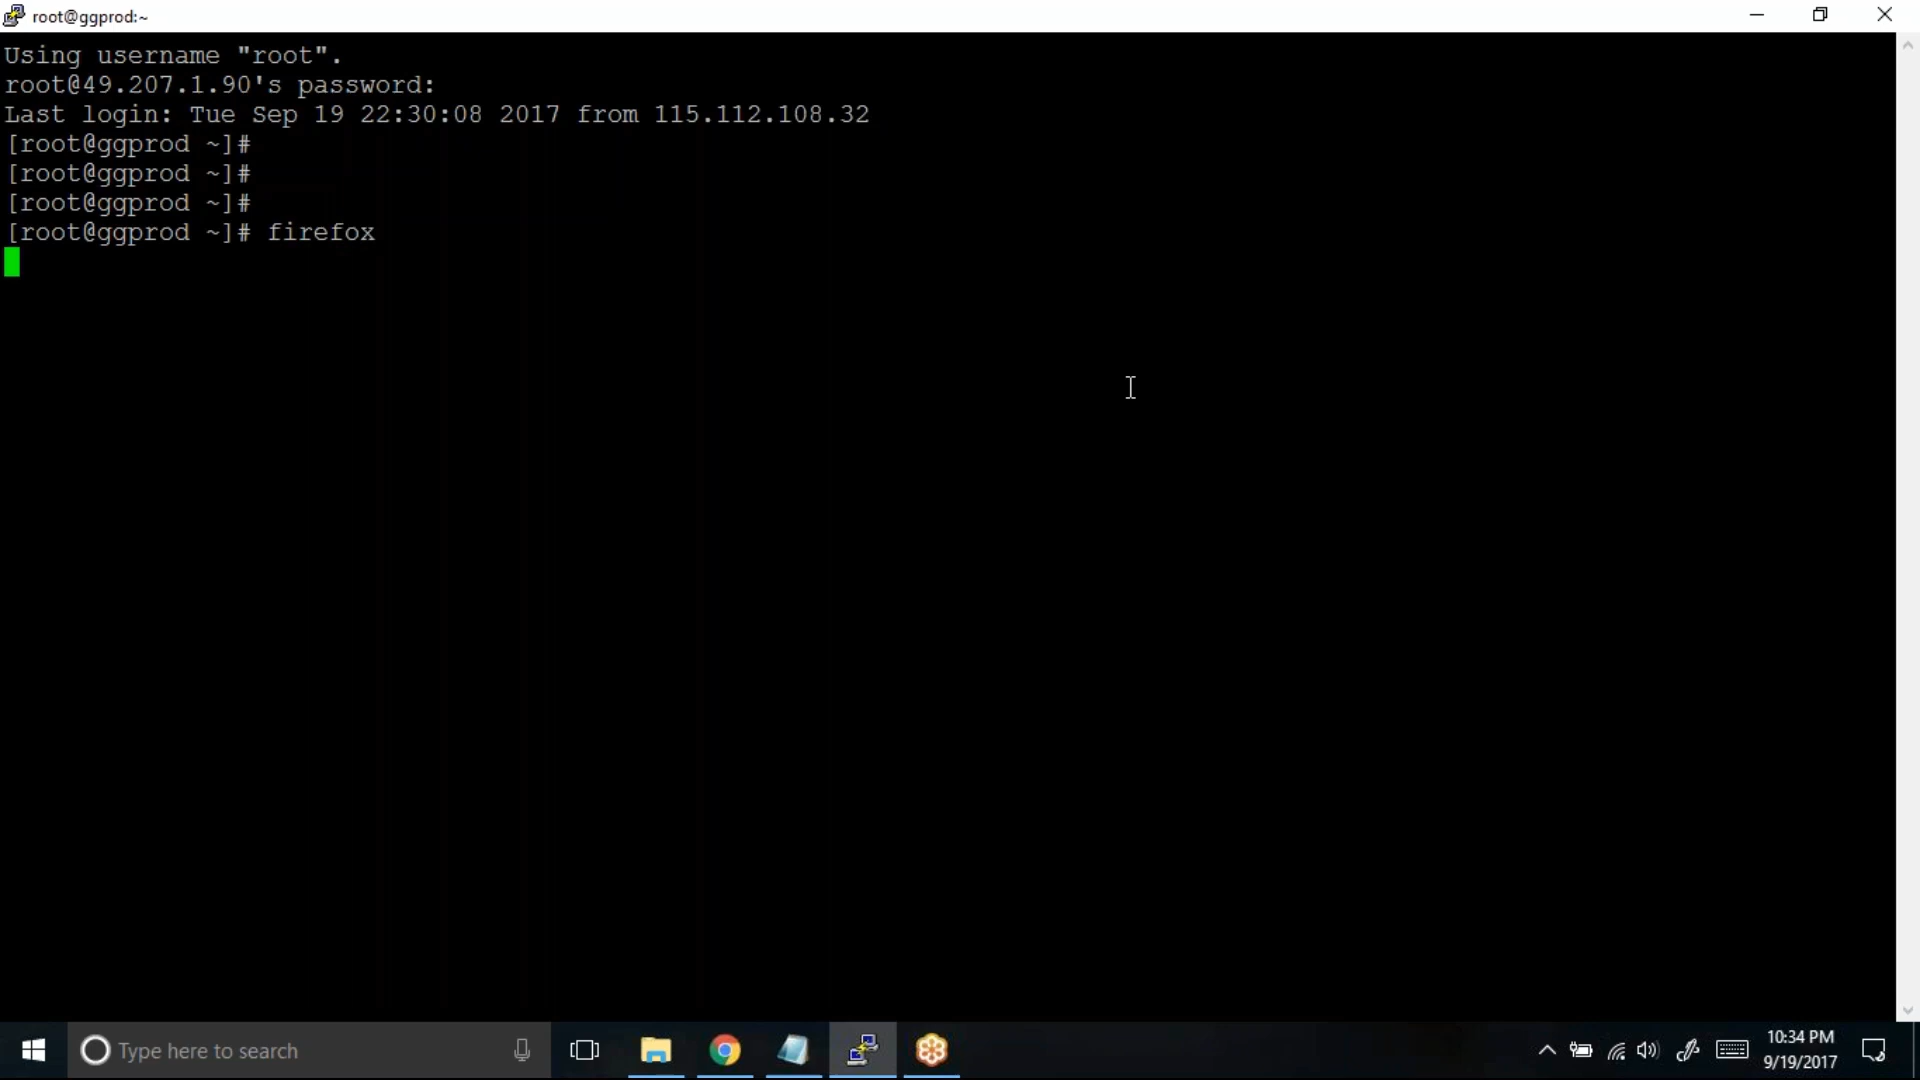 root@ggprod:~
Using username "root".
root@49.207.1.90's password:
Last login: Tue Sep 19 22:30:08 2017 from 115.112.108.32
[root@ggprod ~]#
[root@ggprod ~]#
[root@ggprod ~]#
[root@ggprod ~]# firefox
Type here to search
10:34 PM
9/19/2017